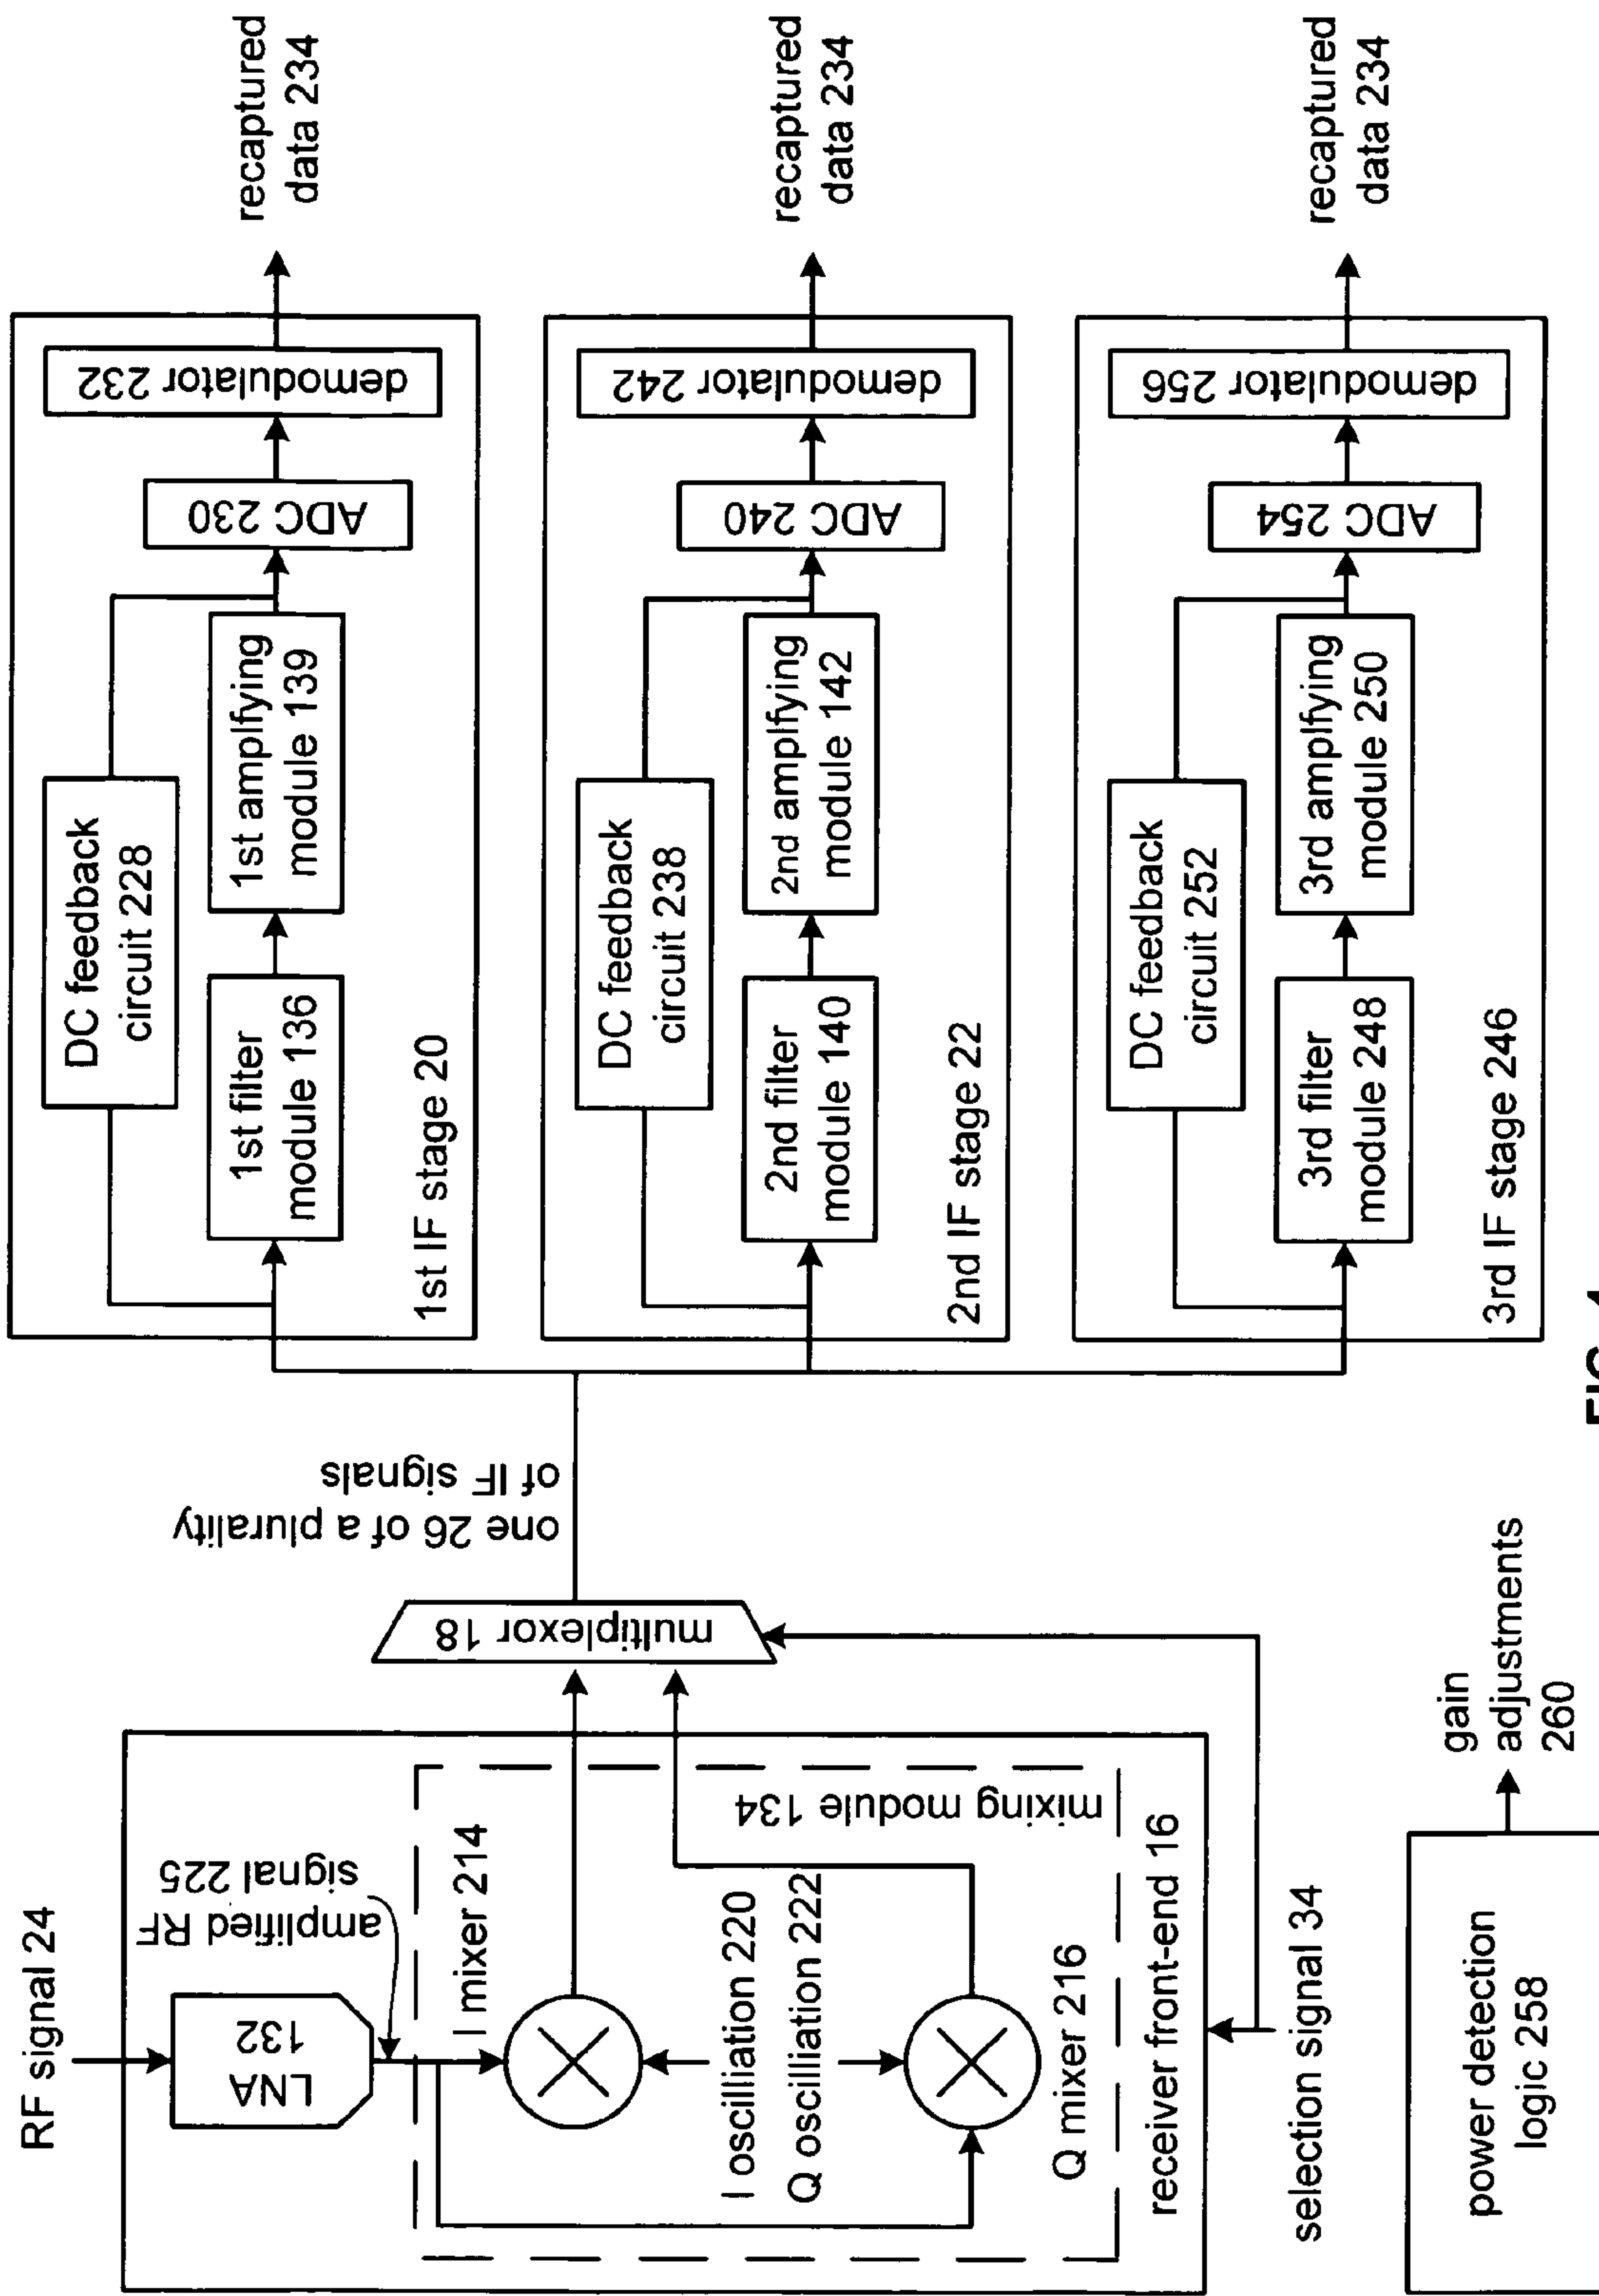 RF signal 24
LNA
132
amplified RF
signal 225
I mixer 214
I oscilliation 220
Q oscilliation 222
Q mixer 216
mixing module 134
receiver front-end 16
selection signal 34
multiplexor 18
one 26 of a plurality
of IF signals
DC feedback
circuit 228
1st filter
module 136
1st amplfying
module 139
ADC 230
demodulator 232
1st IF stage 20
recaptured
data 234
DC feedback
circuit 238
2nd filter
module 140
2nd amplfying
module 142
ADC 240
demodulator 242
2nd IF stage 22
recaptured
data 234
DC feedback
circuit 252
3rd filter
module 248
3rd amplfying
module 250
ADC 254
demodulator 256
3rd IF stage 246
recaptured
data 234
power detection
logic 258
gain
adjustments
260
FIG.